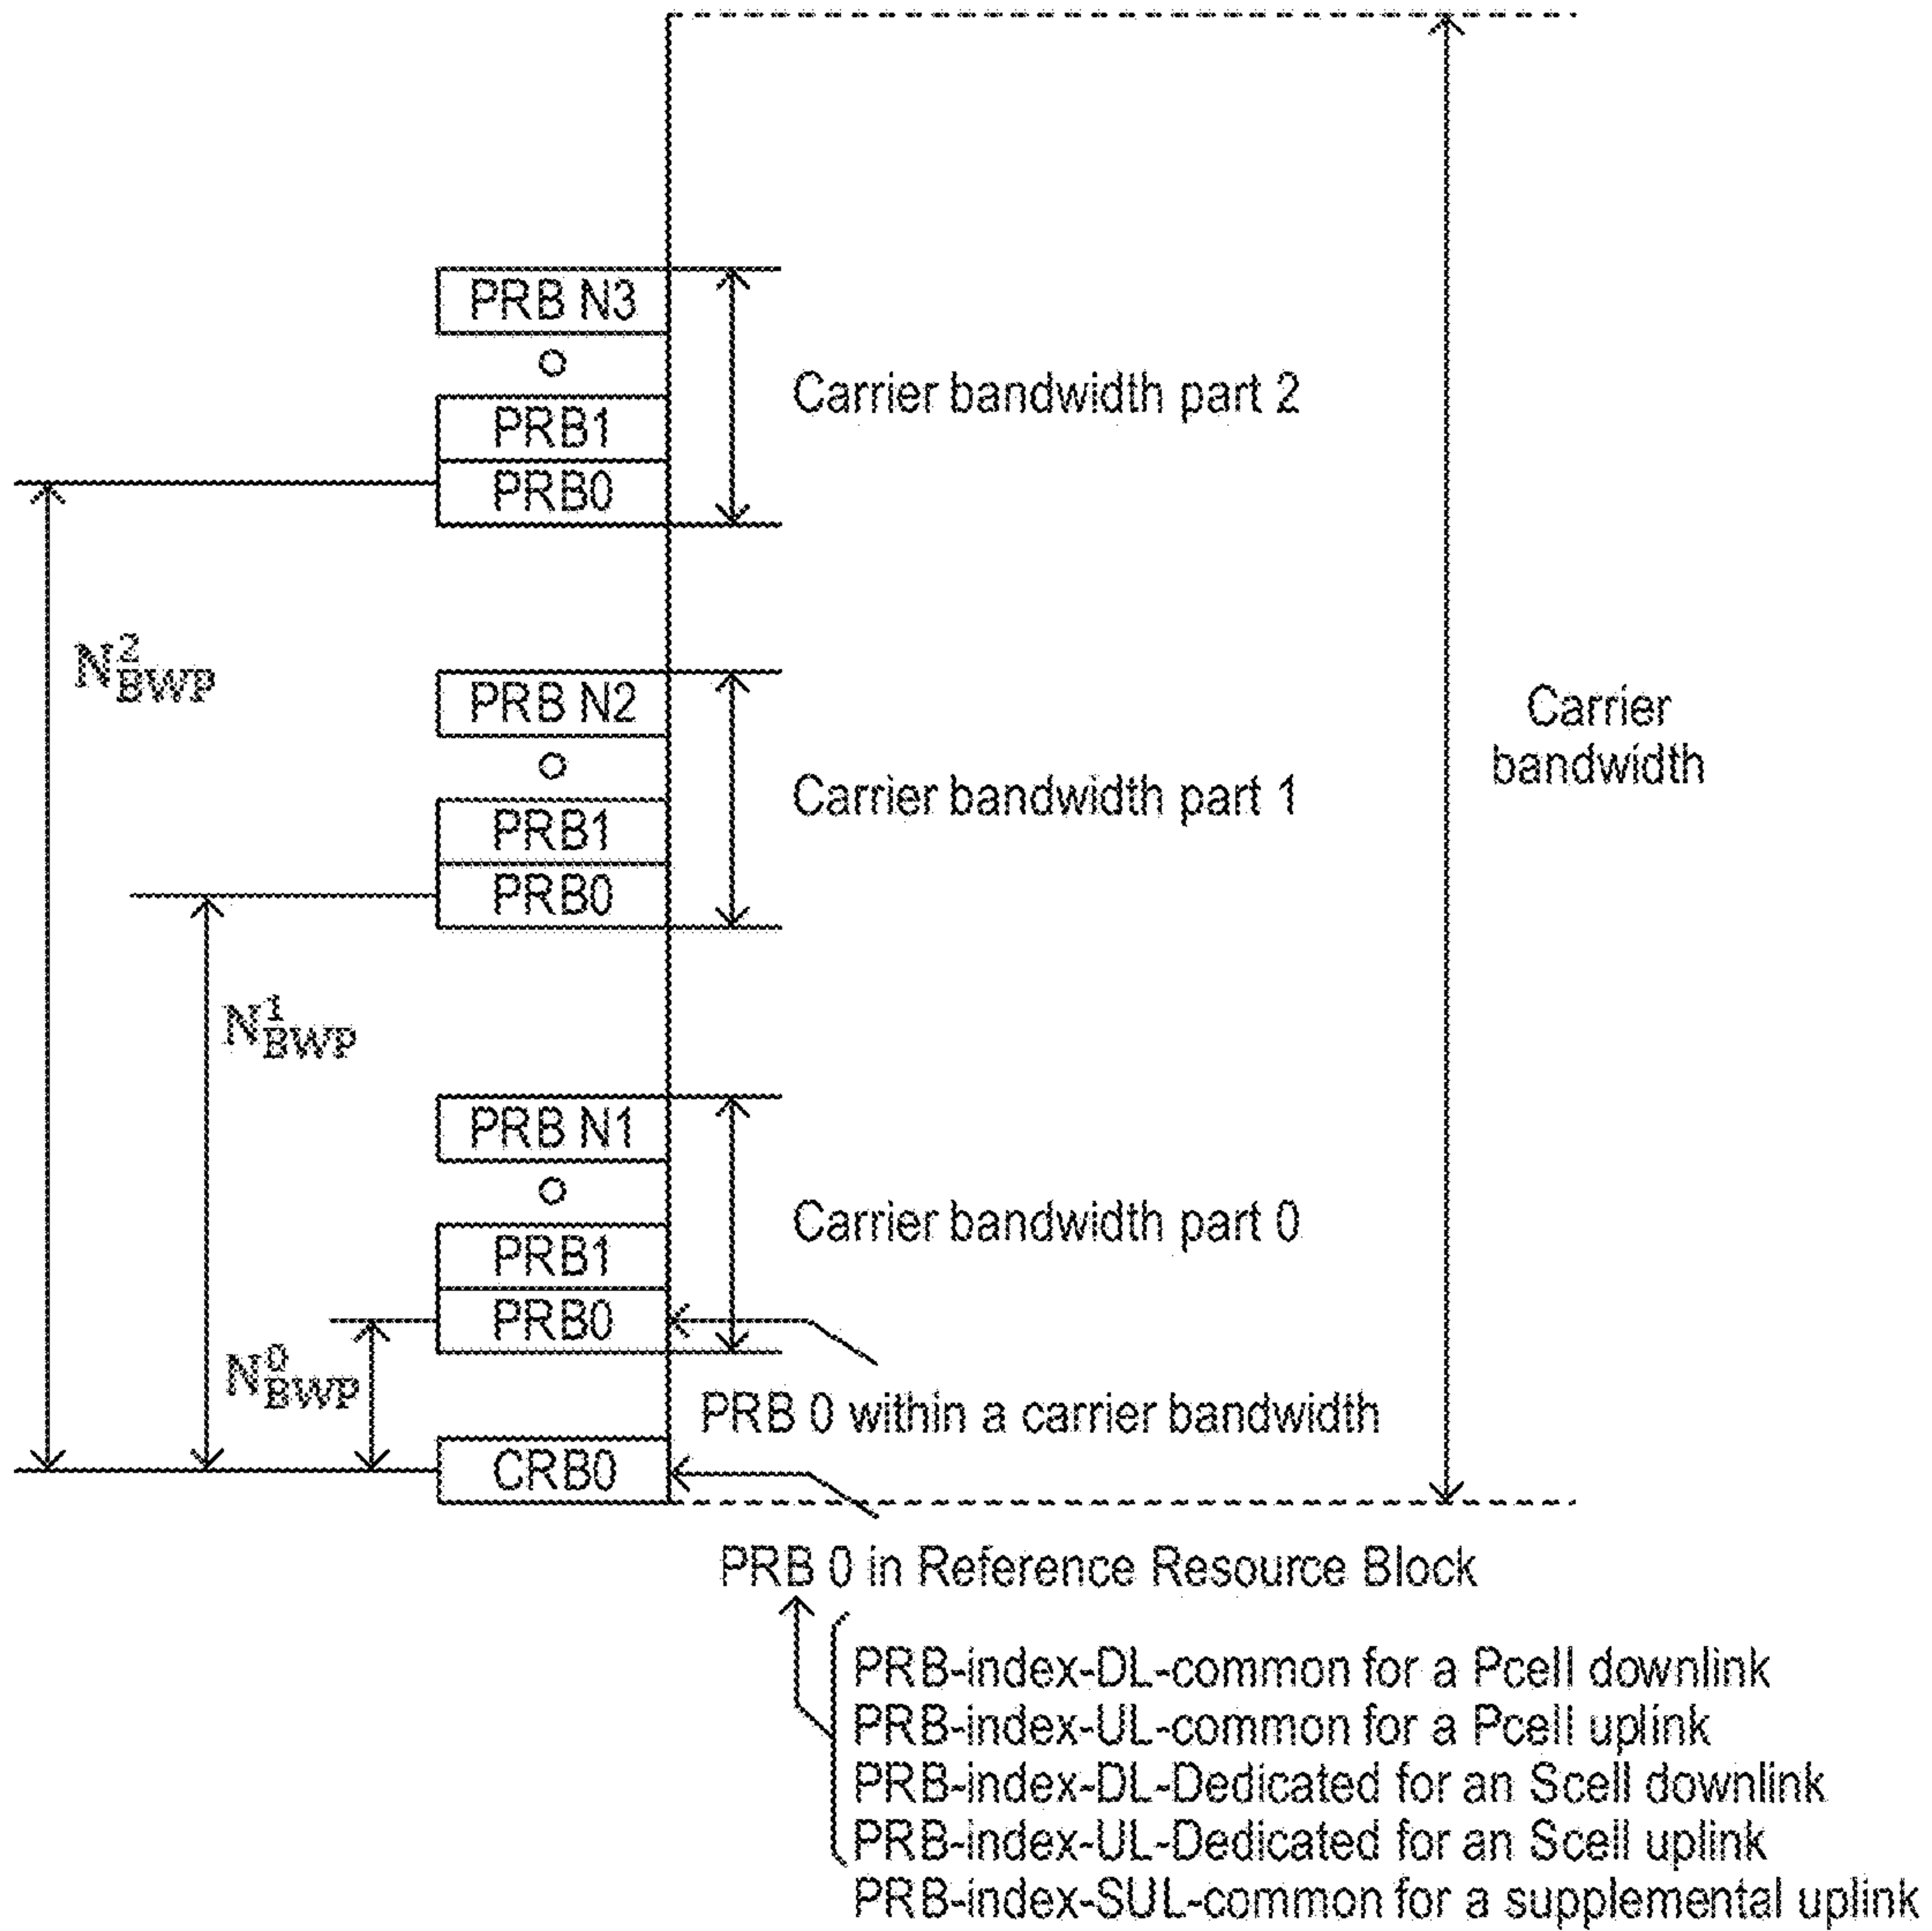 PRB N3
PRB1
PRB0
Carrier bandwidth part 2
N²_BWP
PRB N2
PRB1
PRB0
Carrier bandwidth part 1
Carrier
bandwidth
N¹_BWP
PRB N1
PRB1
PRB0
Carrier bandwidth part 0
N⁰_BWP
PRB 0 within a carrier bandwidth
CRB0
PRB 0 in Reference Resource Block
PRB-index-DL-common for a Pcell downlink
PRB-index-UL-common for a Pcell uplink
PRB-index-DL-Dedicated for an Scell downlink
PRB-index-UL-Dedicated for an Scell uplink
PRB-index-SUL-common for a supplemental uplink